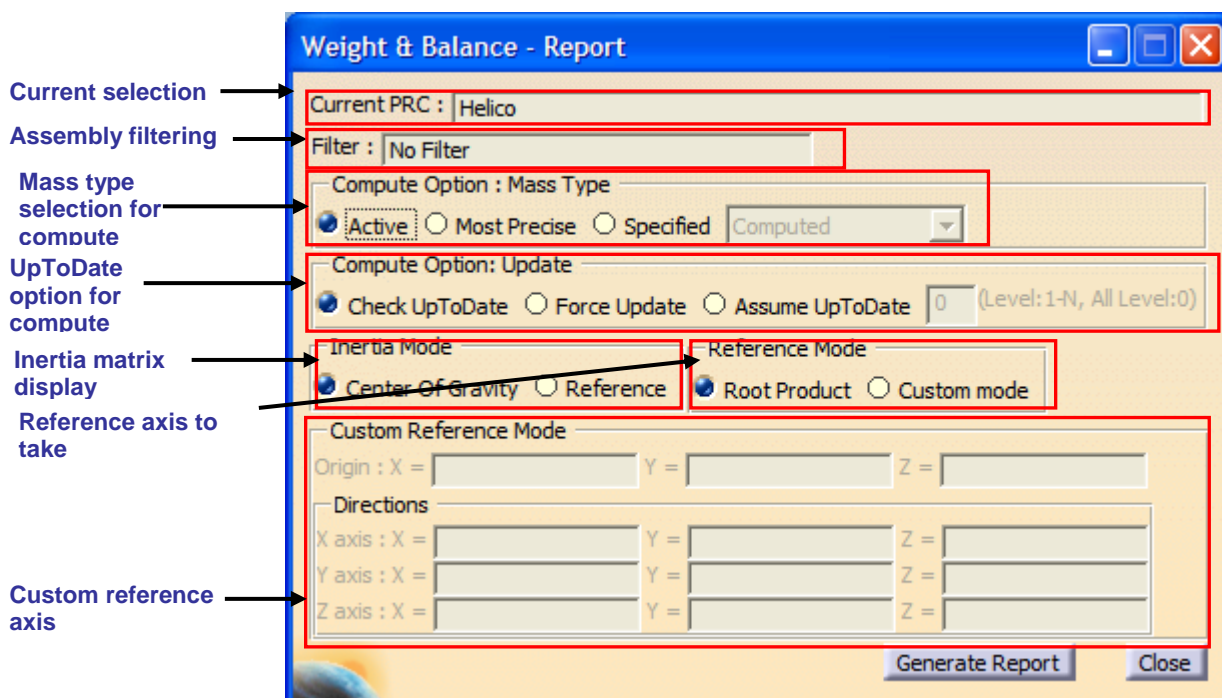 Weight & Balance - Report
Current selection
Current PRC : Helico
Assembly filtering
Filter : No Filter
Mass type
selection for
compute
Compute Option : Mass Type
Active Most Precise Specified Computed
UpToDate
option for
compute
Compute Option: Update
Check UpToDate Force Update Assume UpToDate 0 (Level:1-N, All Level:0)
Inertia matrix
display
Inertia Mode
Center Of Gravity Reference
Reference Mode
Root Product Custom mode
Reference axis to
take
Custom Reference Mode
Origin : X = Y = Z =
Directions
X axis : X = Y = Z =
Y axis : X = Y = Z =
Z axis : X = Y = Z =
Custom reference
axis
Generate Report Close